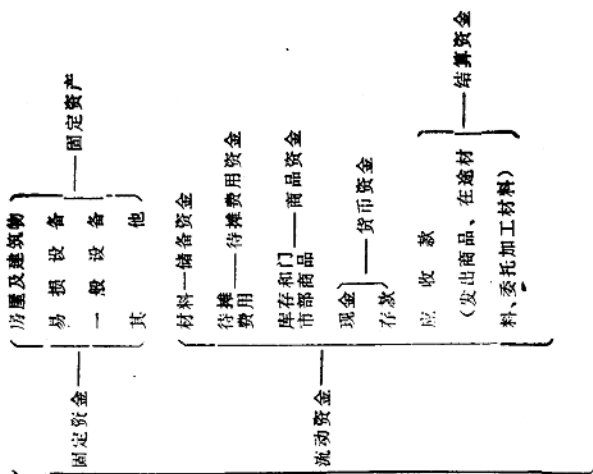 固定资金
房屋及建筑物
易损设备
一般设备
其他
固定资产
流动资金
材料—储备资金
待摊
费用——待摊费用资金
库存和门
市部商品——商品资金
现金
存款
货币资金
应收款
（发出商品、在途材
料、委托加工材料）
结算资金